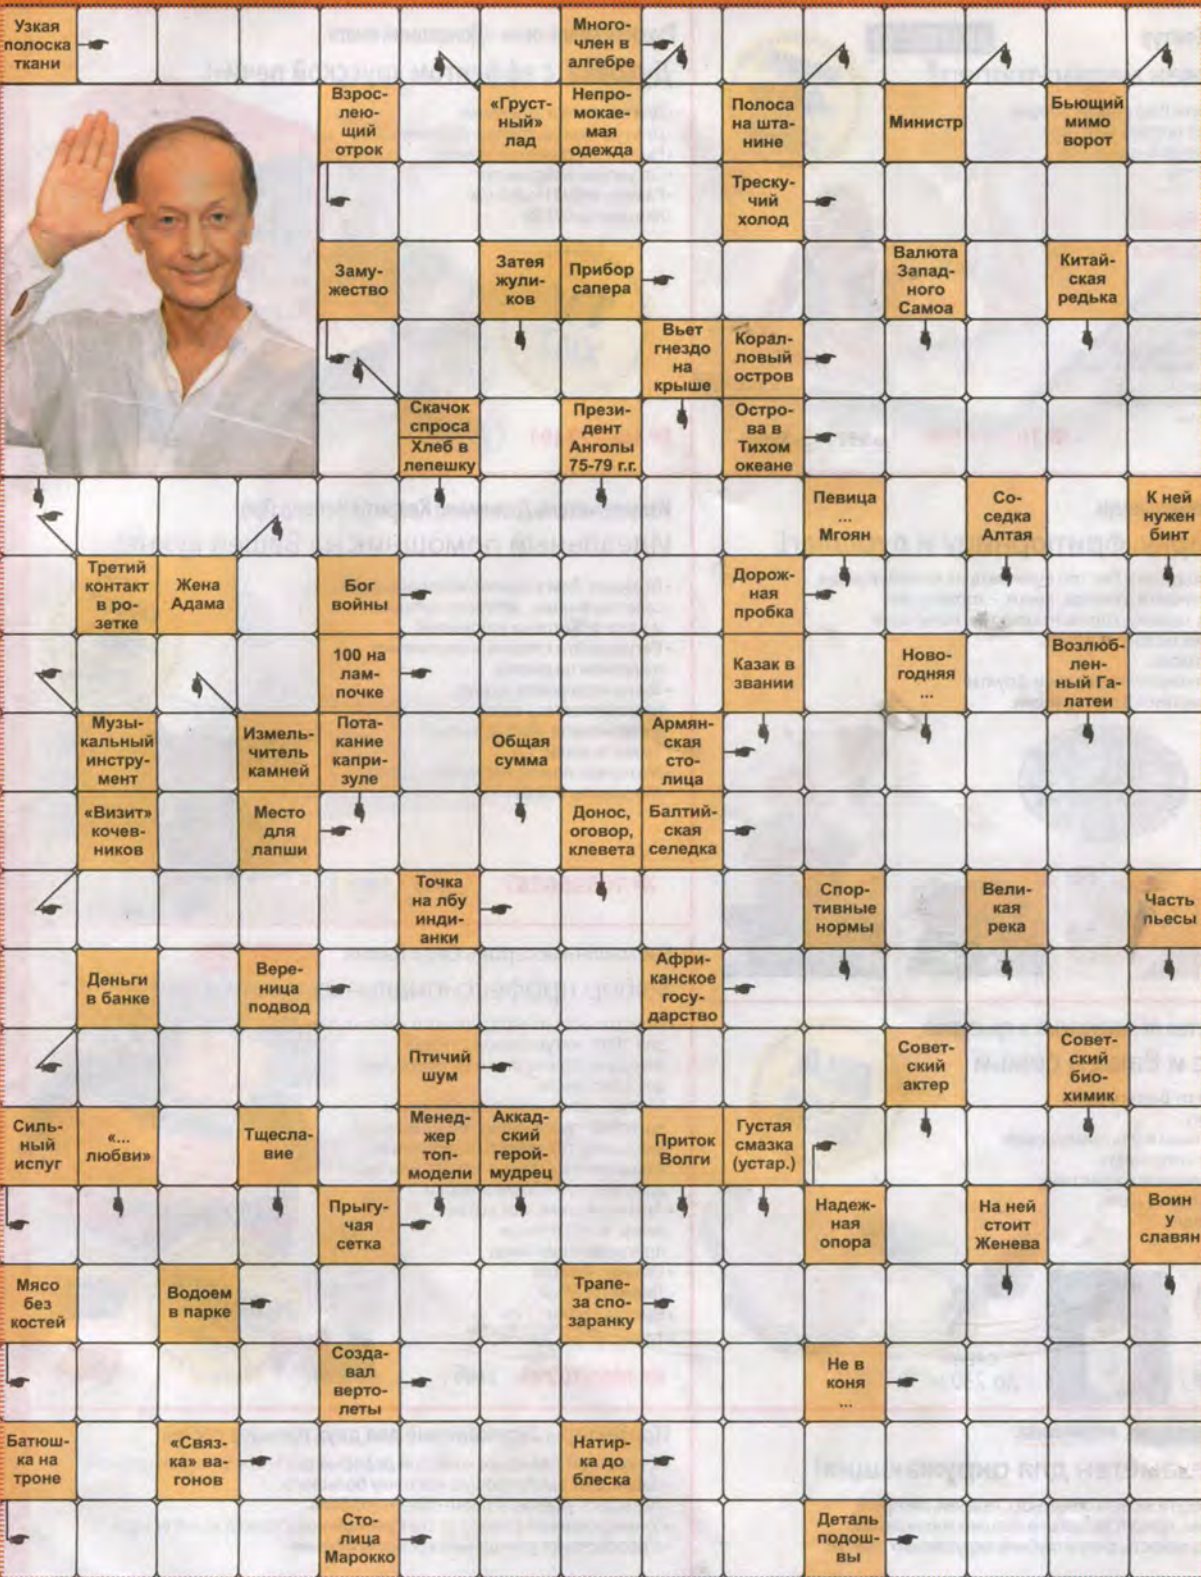 Узкая
полоска
ткани
Много-
член в
алгебре
Взрос-
лею-
щий
отрок
«Груст-
ный»
лад
Непро-
мокае-
мая
одежда
Полоса
на шта-
нине
Министр
Бьющий
мимо
ворот
Треску-
чий
холод
Заму-
жество
Затея
жули-
ков
Прибор
сапера
Валюта
Запад-
ного
Самоа
Китай-
ская
редька
Вьет
гнездо
на
крыше
Корал-
ловый
остров
Скачок
спроса
Хлеб в
лепешку
Прези-
дент
Анголы
75-79 г.г.
Остро-
ва в
Тихом
океане
Певица
...
Мгоян
Со-
седка
Алтая
К ней
нужен
бинт
Третий
контакт
в ро-
зетке
Жена
Адама
Бог
войны
Дорож-
ная
пробка
100 на
лам-
почке
Казак в
звании
Ново-
годняя
...
Возлюб-
лен-
ный Га-
латеи
Музы-
кальный
инстру-
мент
Измель-
читель
камней
Пота-
кание
капри-
зуле
Общая
сумма
Армян-
ская
сто-
лица
«Визит»
кочев-
ников
Место
для
лапши
Донос,
оговор,
клевета
Балтий-
ская
селедка
Точка
на лбу
инди-
анки
Спор-
тивные
нормы
Вели-
кая
река
Часть
пьесы
Деньги
в банке
Вере-
ница
подвод
Афри-
канское
госу-
дарство
Птичий
шум
Совет-
ский
актер
Совет-
ский
био-
химик
Силь-
ный
испуг
«...
любви»
Тщесла-
вие
Менед-
жер
топ-
модели
Аккад-
ский
герой-
мудрец
Приток
Волги
Густая
смазка
(устар.)
Прыгу-
чая
сетка
Надеж-
ная
опора
На ней
стоит
Женева
Воин
у
славян
Мясо
без
костей
Водоем
в парке
Трапе-
за спо-
заранку
Созда-
вал
верто-
леты
Не в
коня
...
Батюш-
ка на
троне
«Связ-
ка» ва-
гонов
Натир-
ка до
блеска
Сто-
лица
Марокко
Деталь
подош-
вы